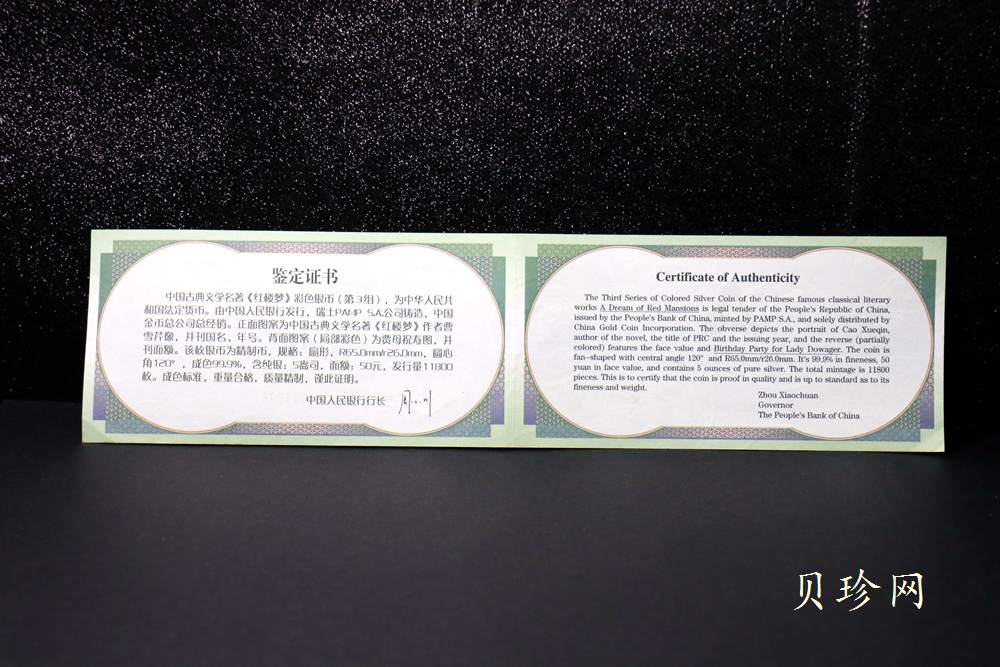 鉴定证书
中国古典文学名著《红楼梦》彩色银币（第3组），为中华人民共
和国法定货币。由中国人民银行发行，瑞士PAMP S.A.公司铸造，中国
金币总公司总经销。正面图案为中国古典文学名著《红楼梦》作者曹
雪芹像，并刊国名、年号。背面图案（局部彩色）为贾母祝寿图，并
刊面额。该枚银币为精制币，规格：扇形，R65.0mm/r26.0mm，圆心
角120°，成色99.9%，含纯银：5盎司，面额：50元，发行量11800
枚。成色标准，重量合格，质量精制，谨此证明。
中国人民银行行长
Certificate of Authenticity
The Third Series of Colored Silver Coin of the Chinese famous classical literary
works A Dream of Red Mansions is legal tender of the People's Republic of China,
issued by the People's Bank of China, minted by PAMP S.A., and solely distributed by
China Gold Coin Incorporation. The obverse depicts the portrait of Cao Xueqin,
author of the novel, the title of PRC and the issuing year, and the reverse (partially
colored) features the face value and Birthday Party for Lady Dowager. The coin is
fan-shaped with central angle 120° and R65.0mm/r26.0mm. It's 99.9% in fineness, 50
yuan in face value, and contains 5 ounces of pure silver. The total mintage is 11800
pieces. This is to certify that the coin is proof in quality and is up to standard as to its
fineness and weight.
Zhou Xiaochuan
Governor
The People's Bank of China
贝珍网